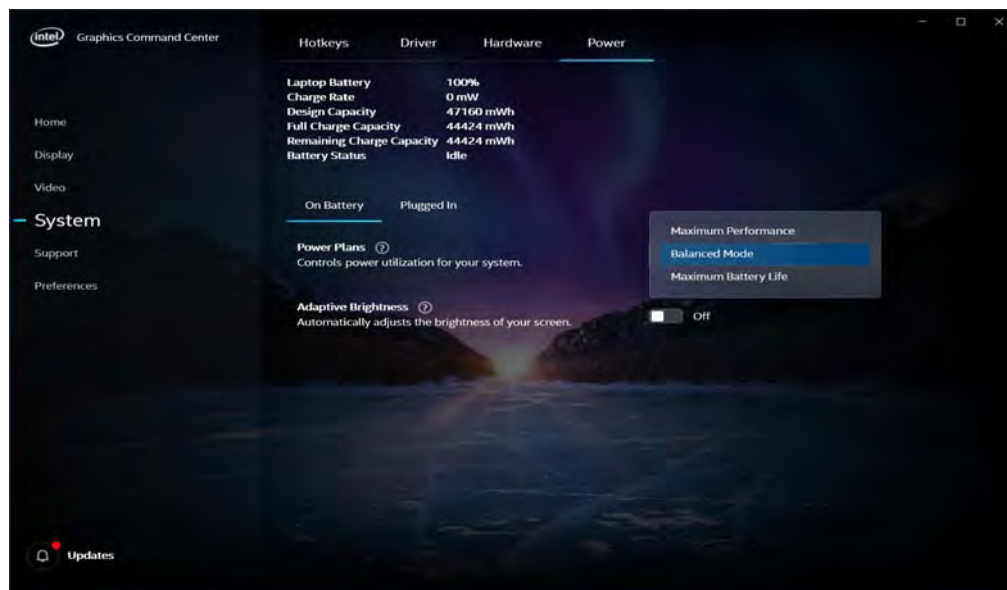 intel Graphics Command Center
Hotkeys Driver Hardware Power
Home
Display
Video
System
Support
Preferences
Updates
Laptop Battery 100%
Charge Rate 0 mW
Design Capacity 47160 mWh
Full Charge Capacity 44424 mWh
Remaining Charge Capacity 44424 mWh
Battery Status Idle
On Battery Plugged In
Power Plans ?
Controls power utilization for your system.
Maximum Performance
Balanced Mode
Maximum Battery Life
Adaptive Brightness ?
Automatically adjusts the brightness of your screen.
Off